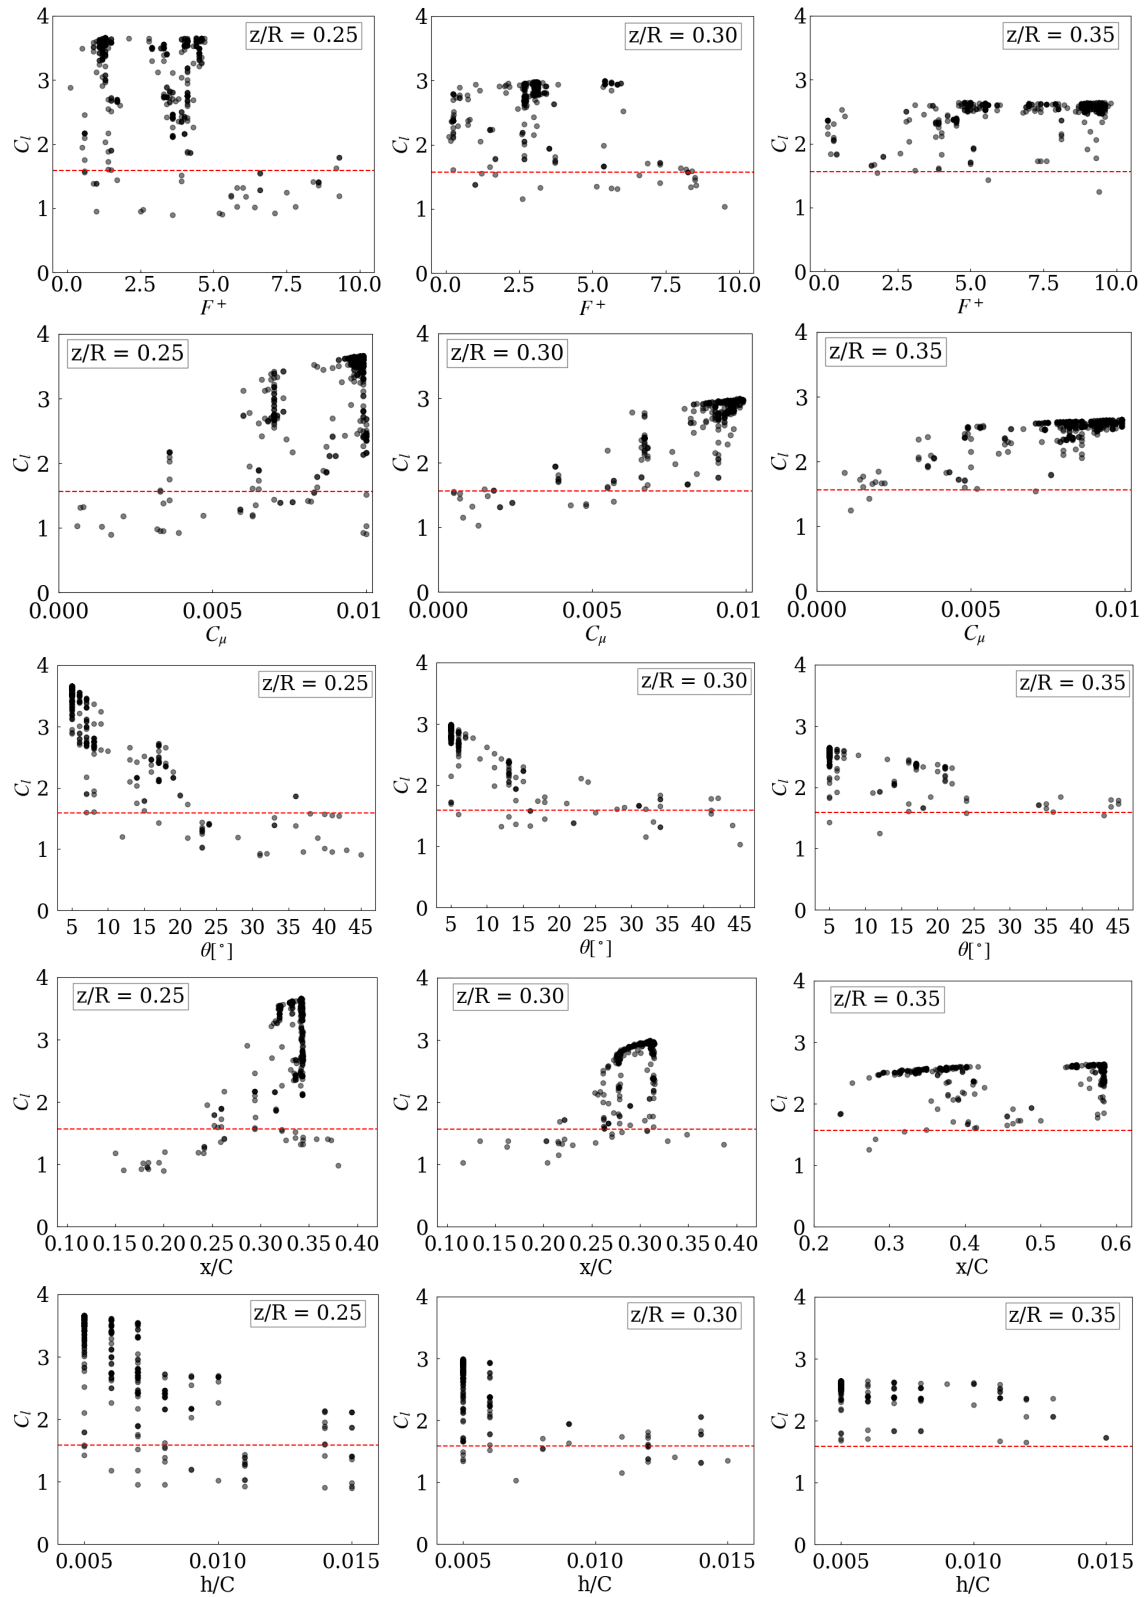 4 3 2 1 0 C_l z/R = 0.25 0.0 2.5 5.0 7.5 10.0 F^+
4 3 2 1 0 C_l z/R = 0.30 0.0 2.5 5.0 7.5 10.0 F^+
4 3 2 1 0 C_l z/R = 0.35 0.0 2.5 5.0 7.5 10.0 F^+
4 3 2 1 0 C_l z/R = 0.25 0.000 0.005 0.01 C_μ
4 3 2 1 0 C_l z/R = 0.30 0.000 0.005 0.01 C_μ
4 3 2 1 0 C_l z/R = 0.35 0.000 0.005 0.01 C_μ
4 3 2 1 0 C_l z/R = 0.25 5 10 15 20 25 30 35 40 45 θ[°]
4 3 2 1 0 C_l z/R = 0.30 5 10 15 20 25 30 35 40 45 θ[°]
4 3 2 1 0 C_l z/R = 0.35 5 10 15 20 25 30 35 40 45 θ[°]
4 3 2 1 0 C_l z/R = 0.25 0.10 0.15 0.20 0.25 0.30 0.35 0.40 x/C
4 3 2 1 0 C_l z/R = 0.30 0.10 0.15 0.20 0.25 0.30 0.35 0.40 x/C
4 3 2 1 0 C_l z/R = 0.35 0.2 0.3 0.4 0.5 0.6 x/C
4 3 2 1 0 C_l z/R = 0.25 0.005 0.010 0.015 h/C
4 3 2 1 0 C_l z/R = 0.30 0.005 0.010 0.015 h/C
4 3 2 1 0 C_l z/R = 0.35 0.005 0.010 0.015 h/C